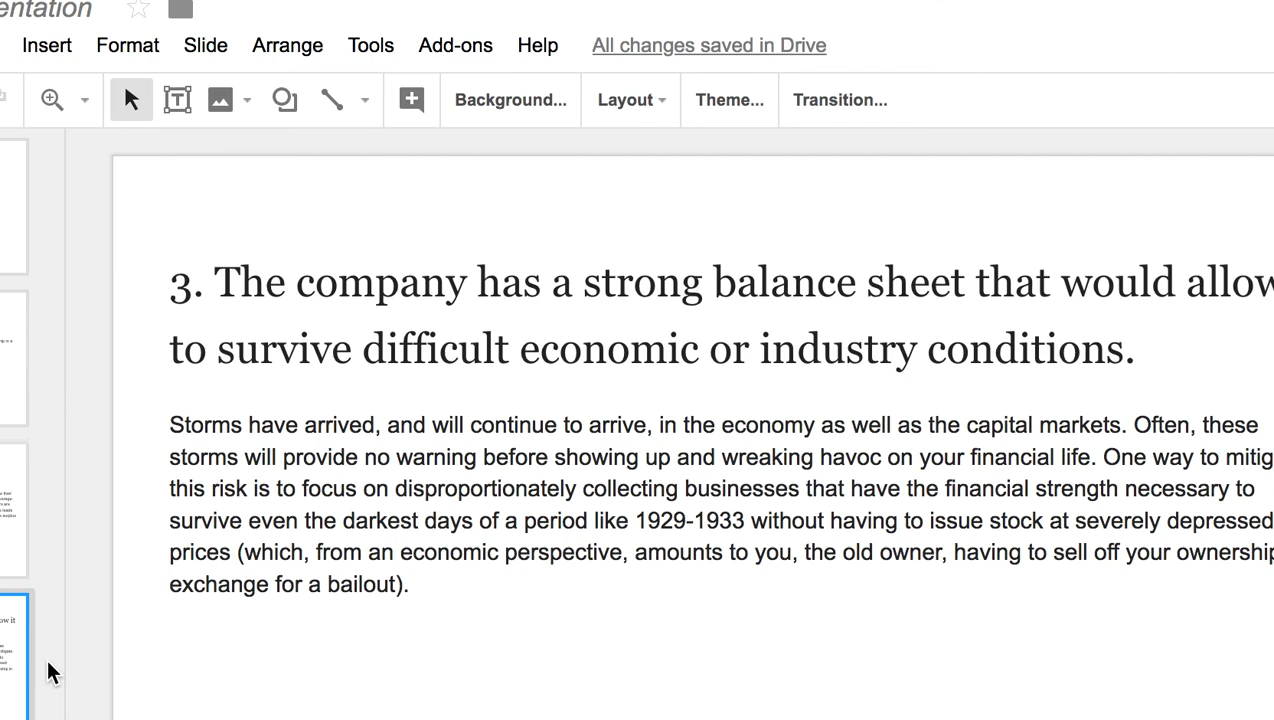 entation
Insert Format Slide Arrange Tools Add-ons Help All changes saved in Drive
Background... Layout Theme... Transition...
3. The company has a strong balance sheet that would allow
to survive difficult economic or industry conditions.
Storms have arrived, and will continue to arrive, in the economy as well as the capital markets. Often, these
storms will provide no warning before showing up and wreaking havoc on your financial life. One way to mitig
this risk is to focus on disproportionately collecting businesses that have the financial strength necessary to
survive even the darkest days of a period like 1929-1933 without having to issue stock at severely depressed
prices (which, from an economic perspective, amounts to you, the old owner, having to sell off your ownership
exchange for a bailout).
ow it